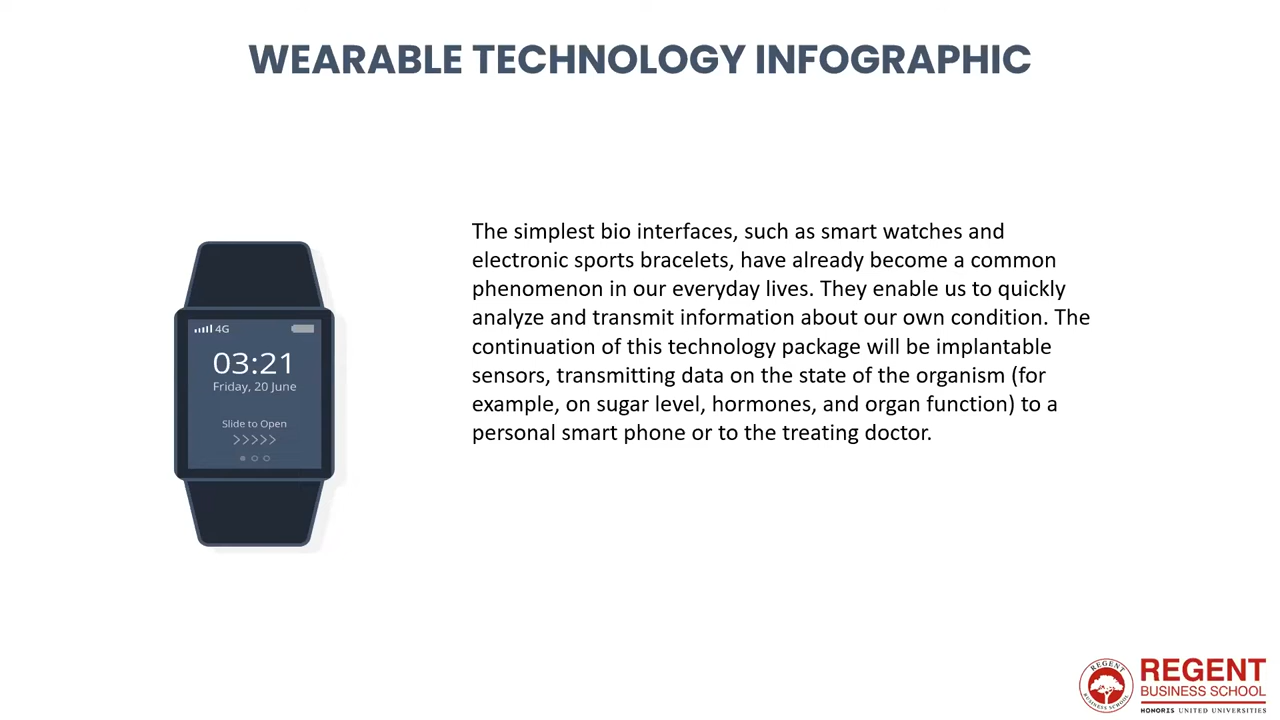 WEARABLE TECHNOLOGY INFOGRAPHIC
4G
03:21
Friday, 20 June
Slide to Open
The simplest bio interfaces, such as smart watches and
electronic sports bracelets, have already become a common
phenomenon in our everyday lives. They enable us to quickly
analyze and transmit information about our own condition. The
continuation of this technology package will be implantable
sensors, transmitting data on the state of the organism (for
example, on sugar level, hormones, and organ function) to a
personal smart phone or to the treating doctor.
REGENT
BUSINESS SCHOOL
REGENT
BUSINESS SCHOOL
HONORIS UNITED UNIVERSITIES